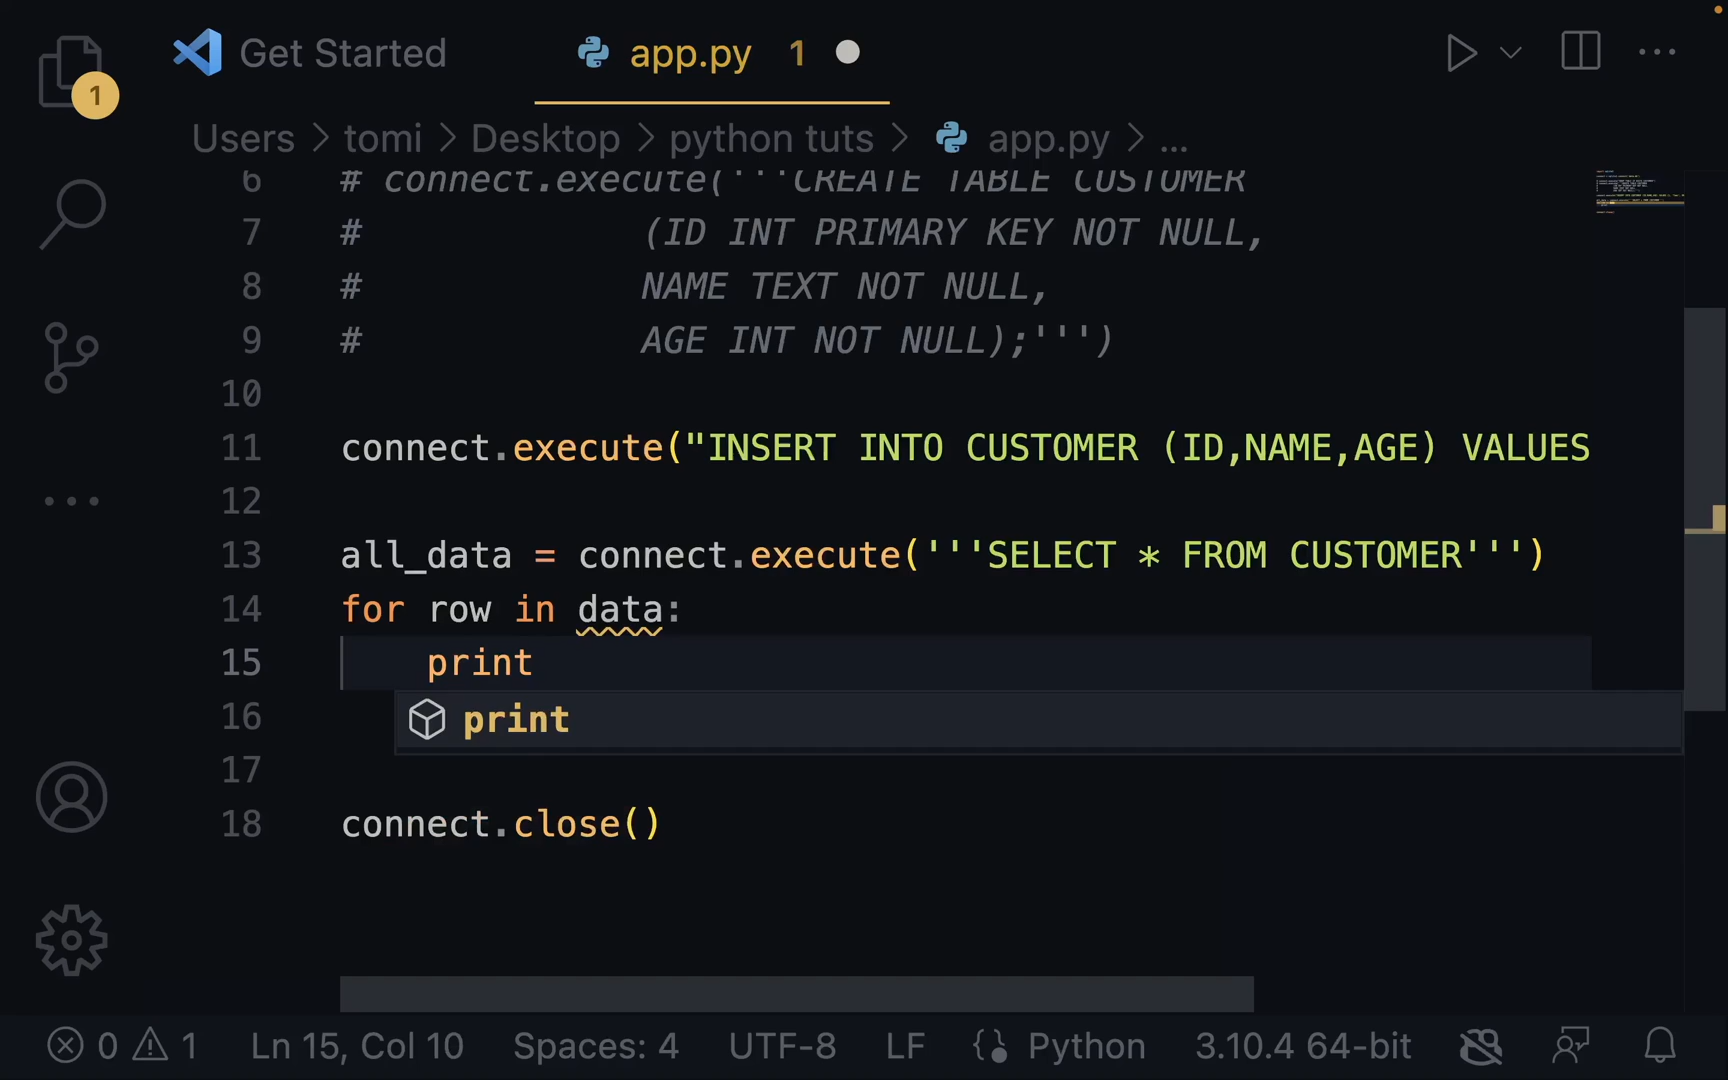 Get Started
app.py 1
1
Users > tomi > Desktop > python tuts > app.py > ...
6 # connect.execute('''CREATE TABLE CUSTOMER
7 # (ID INT PRIMARY KEY NOT NULL,
8 # NAME TEXT NOT NULL,
9 # AGE INT NOT NULL);''')
10
11 connect.execute("INSERT INTO CUSTOMER (ID,NAME,AGE) VALUES
12
13 all_data = connect.execute('''SELECT * FROM CUSTOMER''')
14 for row in data:
15 print
16 print
17
18 connect.close()
0 1 Ln 15, Col 10 Spaces: 4 UTF-8 LF Python 3.10.4 64-bit